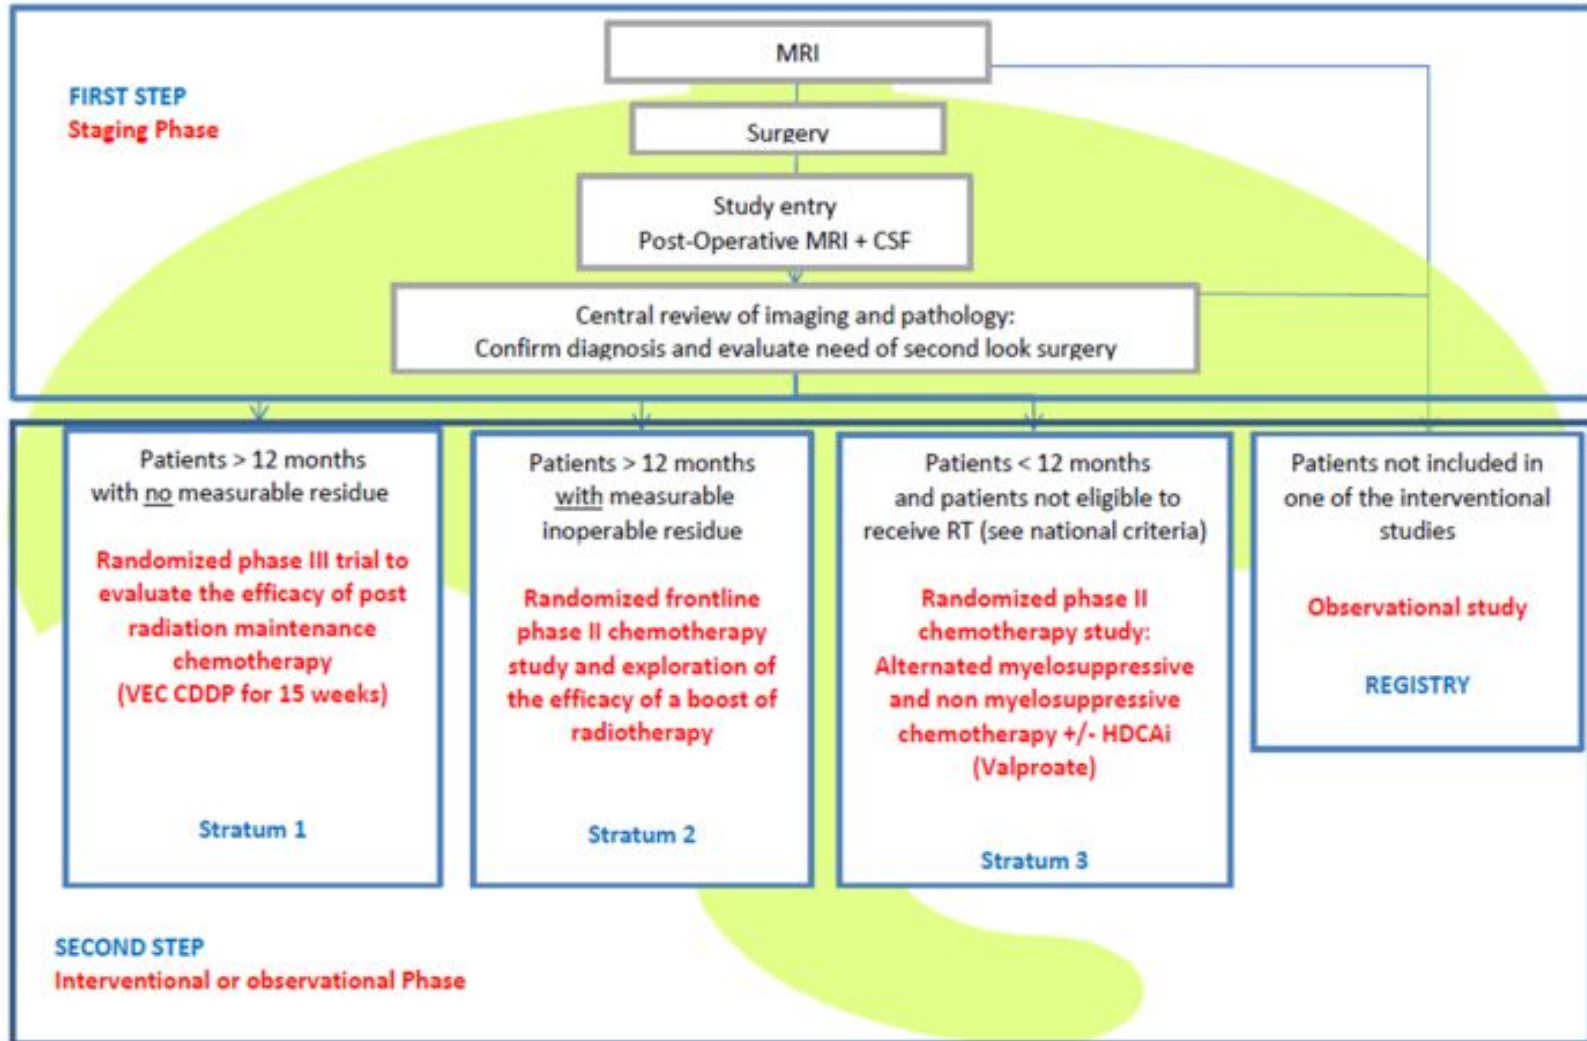 MRI
FIRST STEP
Staging Phase
Surgery
Study entry
Post-Operative MRI + CSF
Central review of imaging and pathology:
Confirm diagnosis and evaluate need of second look surgery
Patients > 12 months
with no measurable residue
Randomized phase III trial to
evaluate the efficacy of post
radiation maintenance
chemotherapy
(VEC CDDP for 15 weeks)
Stratum 1
Patients > 12 months
with measurable
inoperable residue
Randomized frontline
phase II chemotherapy
study and exploration of
the efficacy of a boost of
radiotherapy
Stratum 2
Patients < 12 months
and patients not eligible to
receive RT (see national criteria)
Randomized phase II
chemotherapy study:
Alternated myelosuppressive
and non myelosuppressive
chemotherapy +/- HDCAi
(Valproate)
Stratum 3
Patients not included in
one of the interventional
studies
Observational study
REGISTRY
SECOND STEP
Interventional or observational Phase